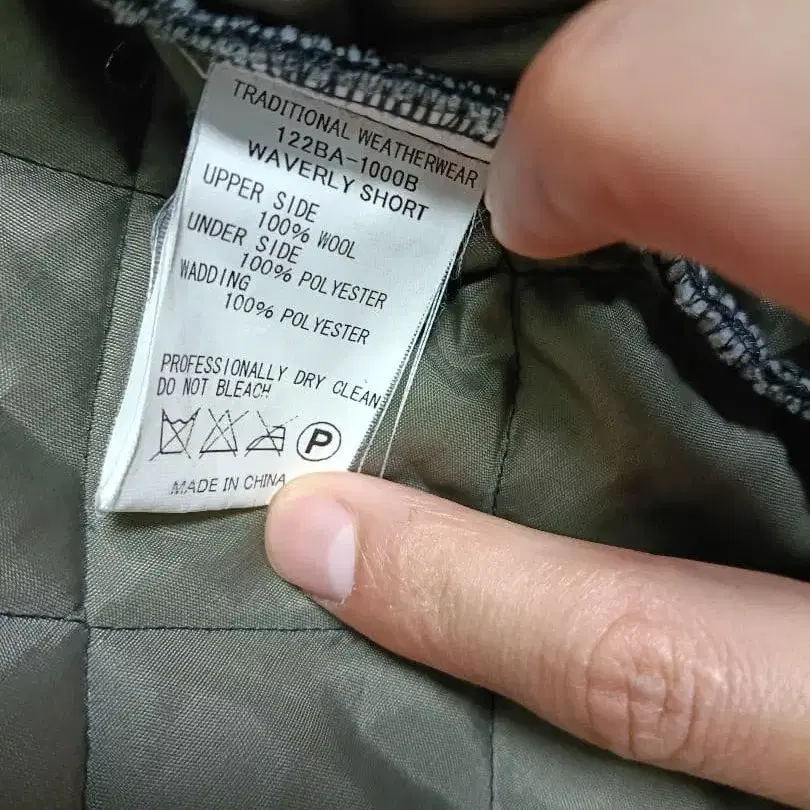 TRADITIONAL WEATHERWEAR
122BA-1000B
WAVERLY SHORT
UPPER SIDE
100% WOOL
UNDER SIDE
100% POLYESTER
WADDING
100% POLYESTER
PROFESSIONALLY DRY CLEAN
DO NOT BLEACH
P
MADE IN CHINA